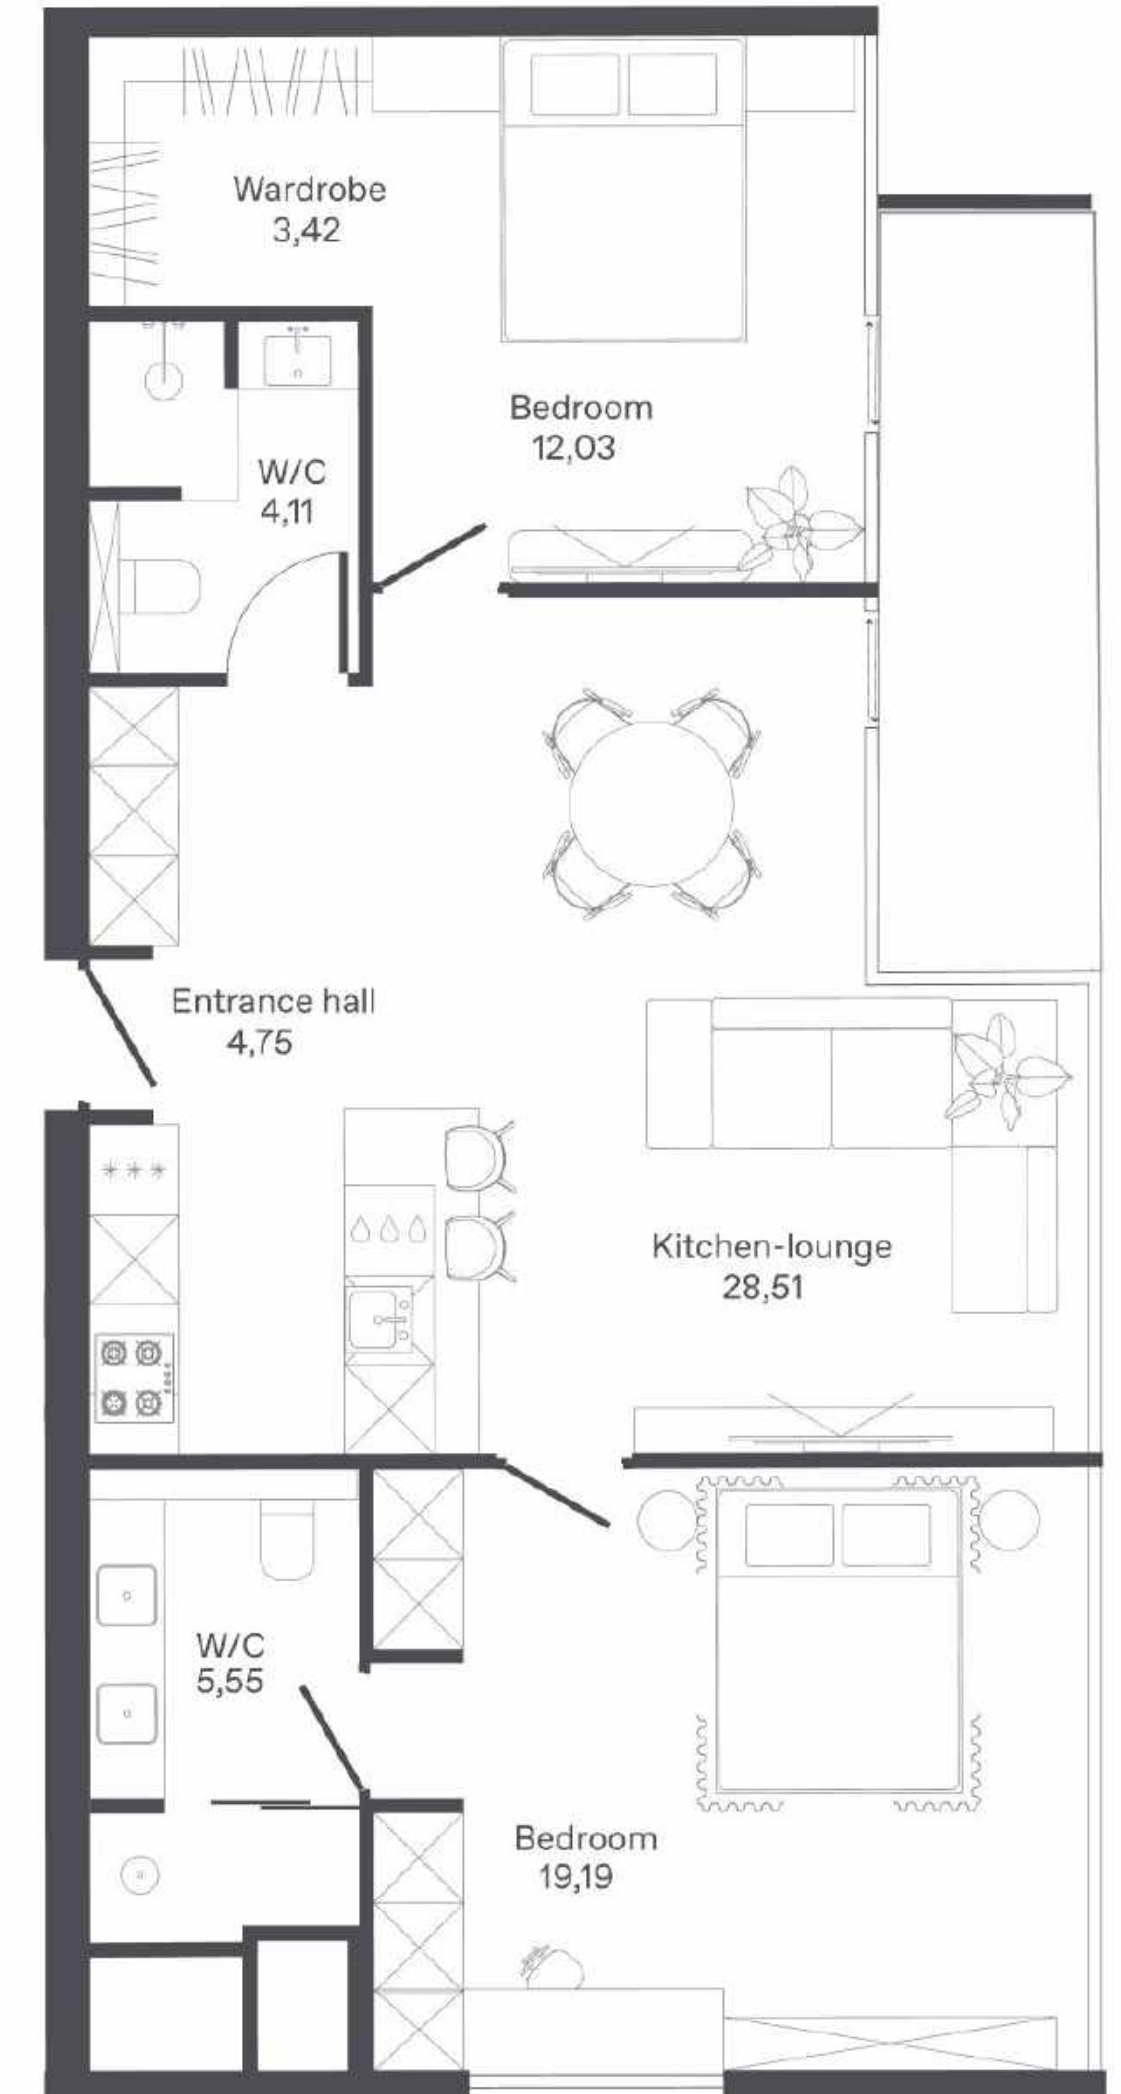 Wardrobe
3,42
Bedroom
12,03
W/C
4,11
Entrance hall
4,75
Kitchen-lounge
28,51
W/C
5,55
Bedroom
19,19